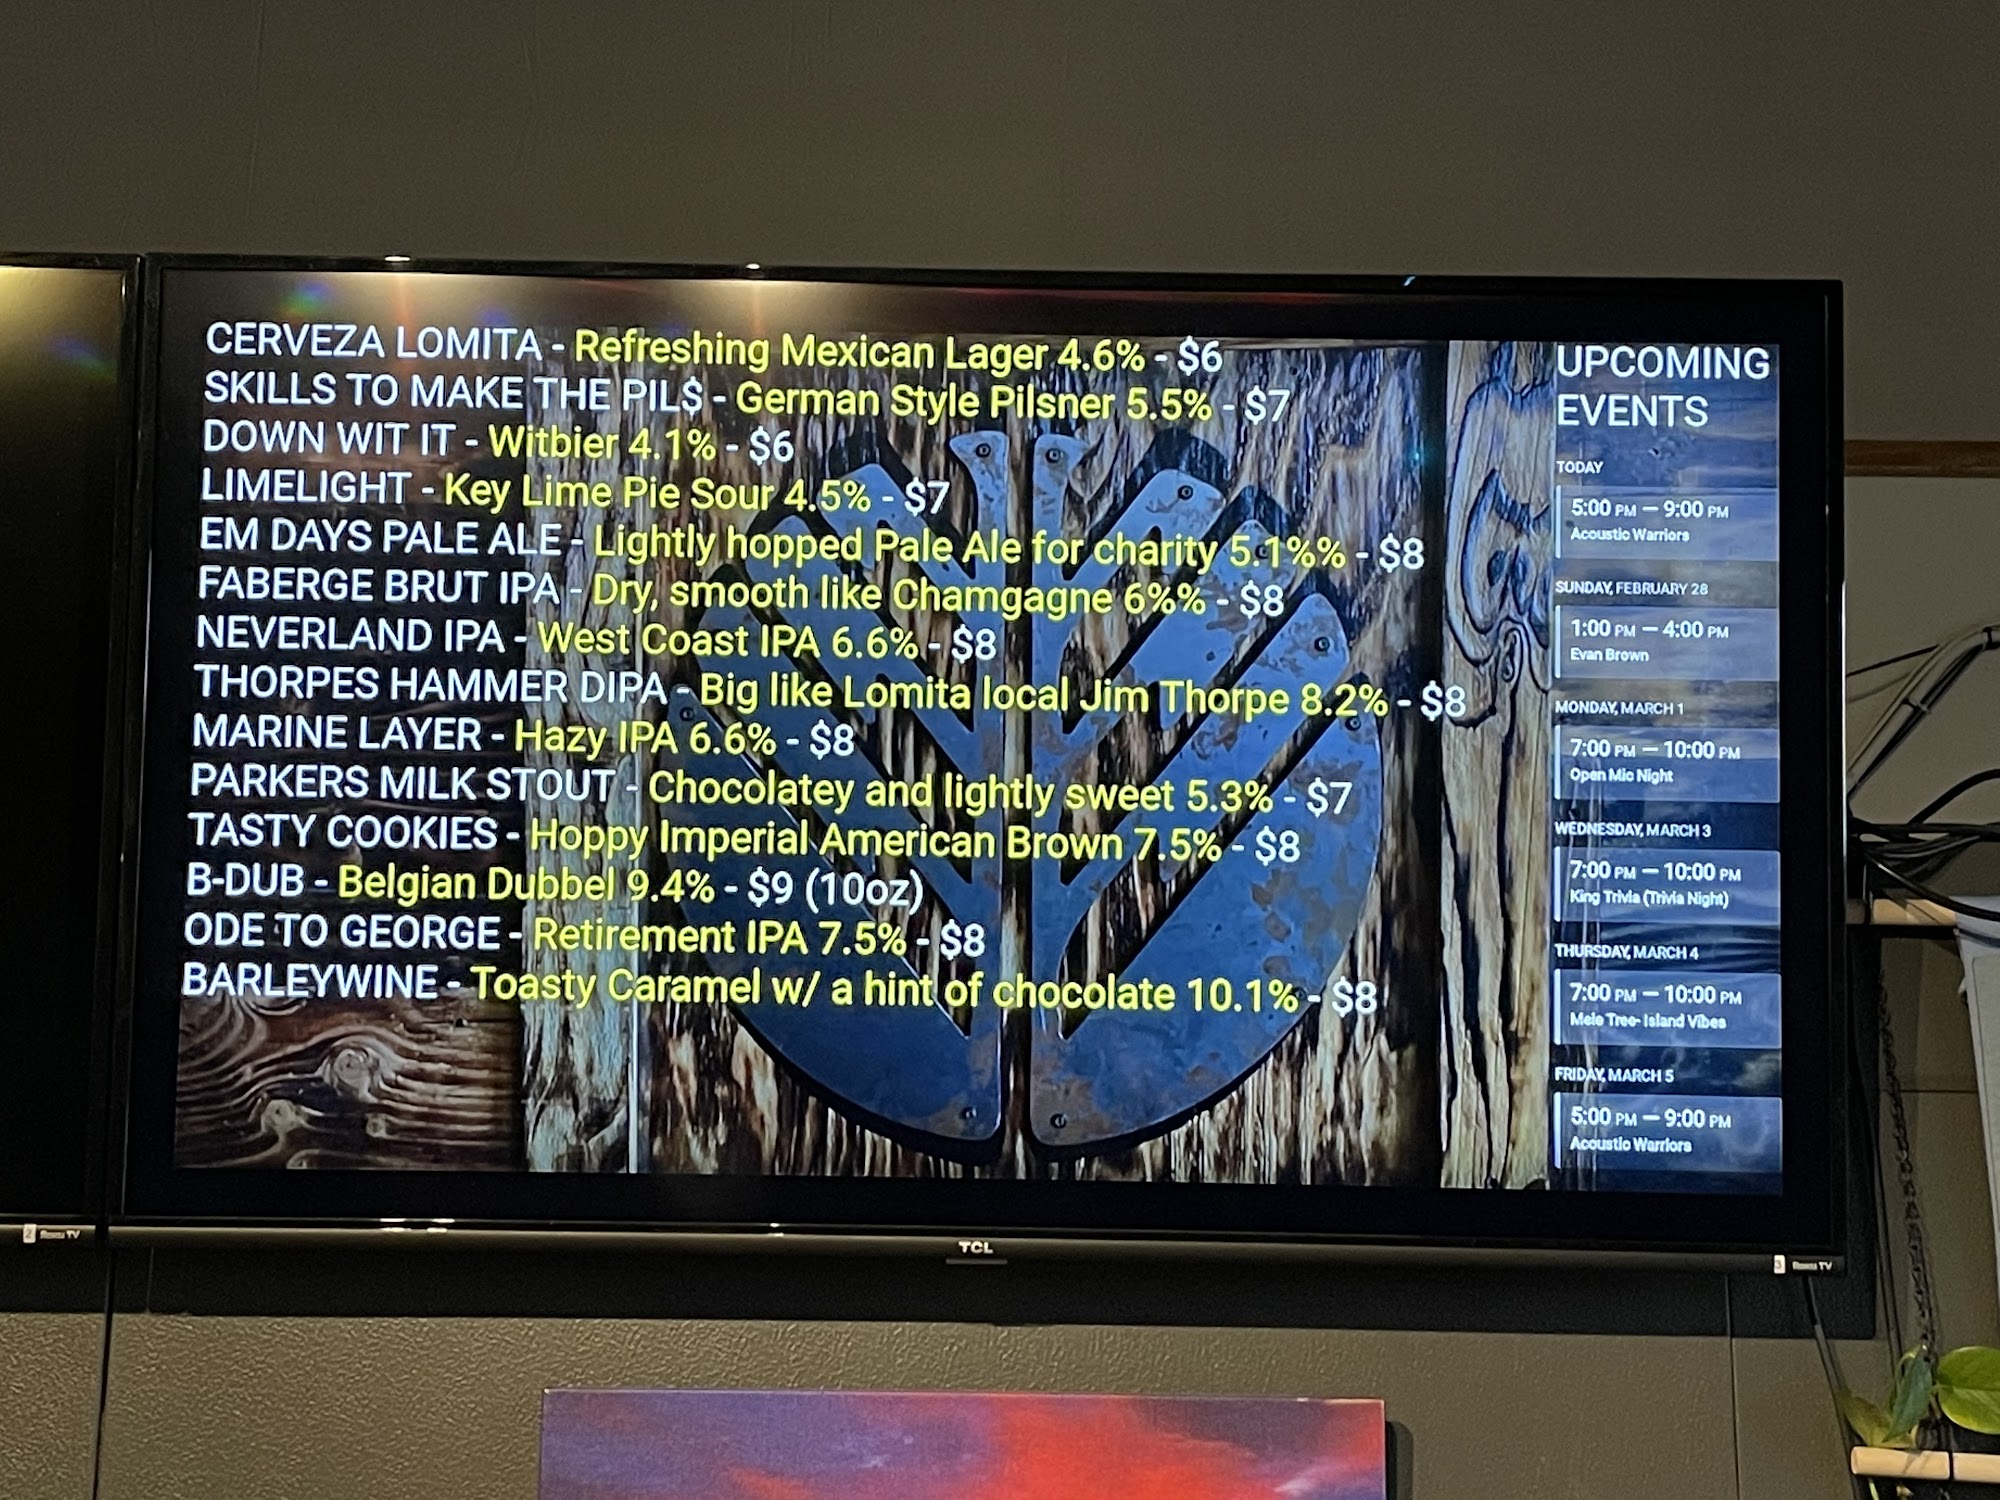 CERVEZA LOMITA - Refreshing Mexican Lager 4.6% - $6
SKILLS TO MAKE THE PIL$ - German Style Pilsner 5.5% - $7
DOWN WIT IT - Witbier 4.1% - $6
LIMELIGHT - Key Lime Pie Sour 4.5% - $7
EM DAYS PALE ALE - Lightly hopped Pale Ale for charity 5.1%% - $8
FABERGE BRUT IPA - Dry, smooth like Chamgagne 6%% - $8
NEVERLAND IPA - West Coast IPA 6.6% - $8
THORPES HAMMER DIPA - Big like Lomita local Jim Thorpe 8.2% - $8
MARINE LAYER - Hazy IPA 6.6% - $8
PARKERS MILK STOUT - Chocolatey and lightly sweet 5.3% - $7
TASTY COOKIES - Hoppy Imperial American Brown 7.5% - $8
B-DUB - Belgian Dubbel 9.4% - $9 (10oz)
ODE TO GEORGE - Retirement IPA 7.5% - $8
BARLEYWINE - Toasty Caramel w/ a hint of chocolate 10.1% - $8
UPCOMING
EVENTS
TODAY
5:00 PM — 9:00 PM
Acoustic Warriors
SUNDAY, FEBRUARY 28
1:00 PM — 4:00 PM
Evan Brown
MONDAY, MARCH 1
7:00 PM — 10:00 PM
Open Mic Night
WEDNESDAY, MARCH 3
7:00 PM — 10:00 PM
King Trivia (Trivia Night)
THURSDAY, MARCH 4
7:00 PM — 10:00 PM
Mele Tree- Island Vibes
FRIDAY, MARCH 5
5:00 PM — 9:00 PM
Acoustic Warriors
2 Roku TV
TCL
3 Roku TV